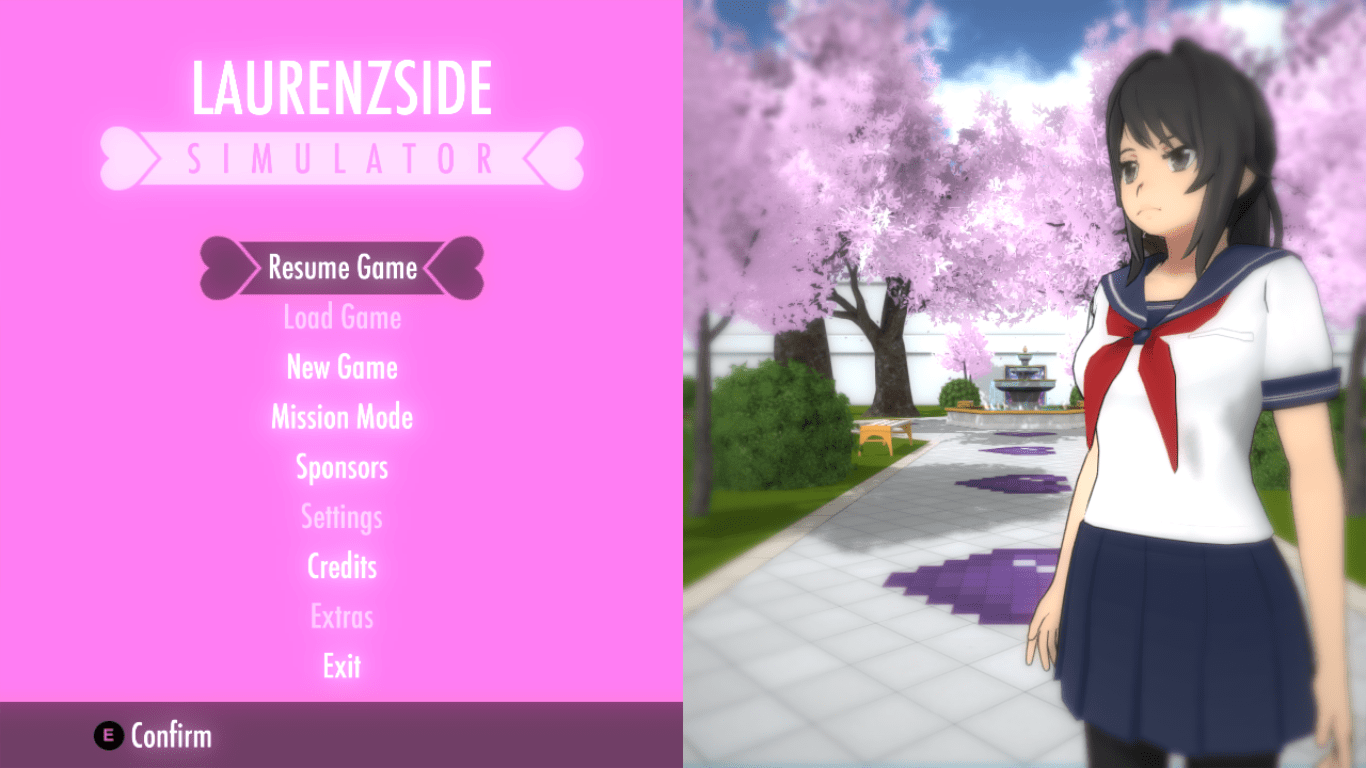 LAURENZSIDE
SIMULATOR
Resume Game
Load Game
New Game
Mission Mode
Sponsors
Settings
Credits
Extras
Exit
E Confirm